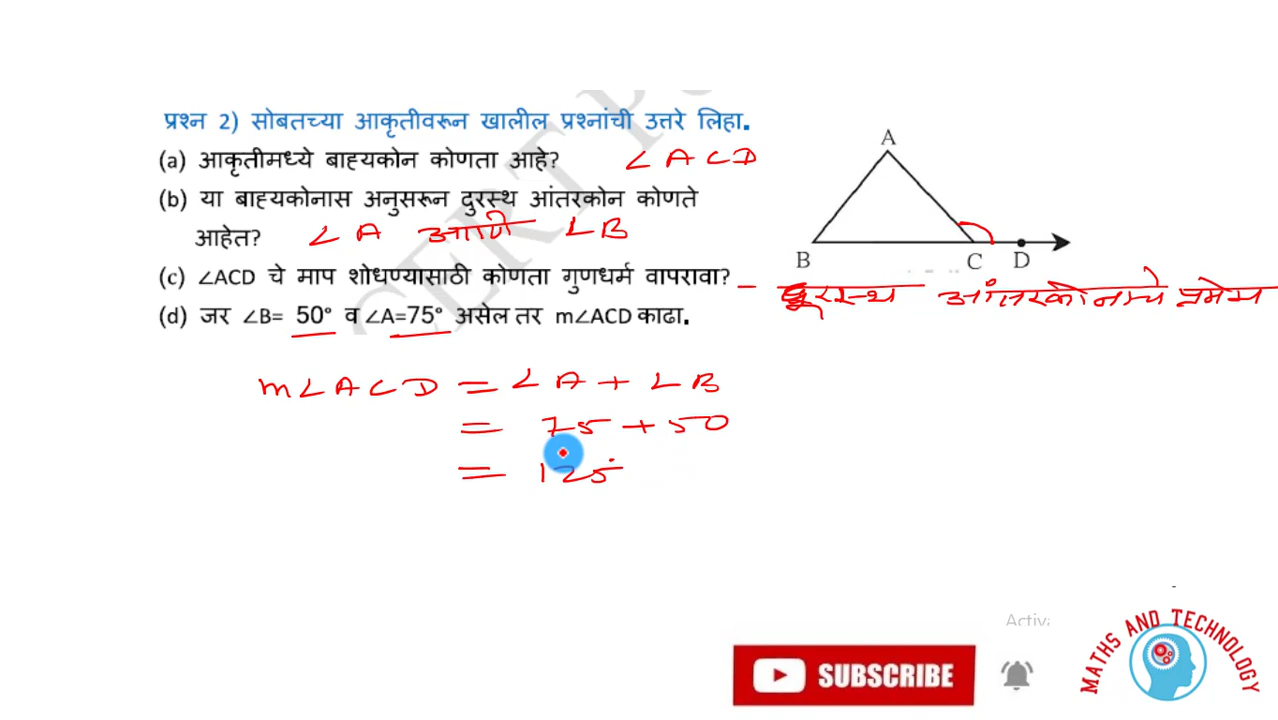 प्रश्न 2) सोबतच्या आकृतीवरून खालील प्रश्नांची उत्तरे लिहा.
(a) आकृतीमध्ये बाह्यकोन कोणता आहे? ∠ACD
(b) या बाह्यकोनास अनुसरून दुरस्थ आंतरकोन कोणते
आहेत? ∠A आणि ∠B
(c) ∠ACD चे माप शोधण्यासाठी कोणता गुणधर्म वापरावा? – दूरस्थ आंतरकोनाचे प्रमेय
(d) जर ∠B= 50° व ∠A=75° असेल तर m∠ACD काढा.
A
B C D
m∠ACD = ∠A + ∠B
= 75 + 50
= 125
CERT
Activa
SUBSCRIBE
MATHS AND TECHNOLOGY